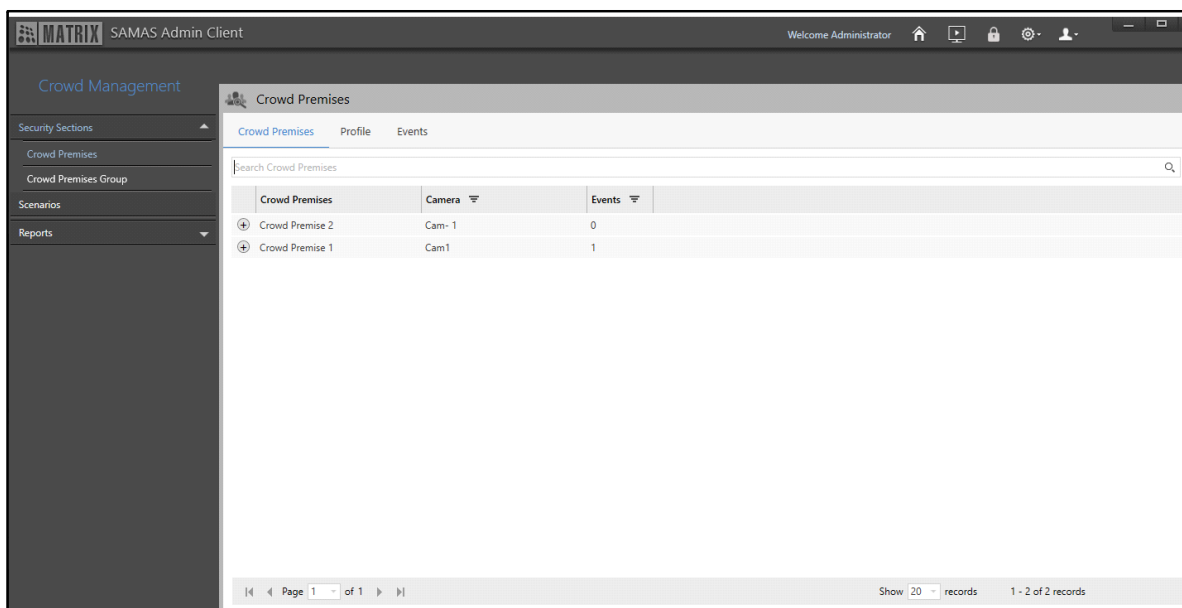 MATRIX SAMAS Admin Client
Welcome Administrator
Crowd Management
Security Sections
Crowd Premises
Crowd Premises Group
Scenarios
Reports
Crowd Premises
Crowd Premises Profile Events
Search Crowd Premises
Crowd Premises Camera Events
Crowd Premise 2 Cam- 1 0
Crowd Premise 1 Cam1 1
Page 1 of 1 Show 20 records 1 - 2 of 2 records